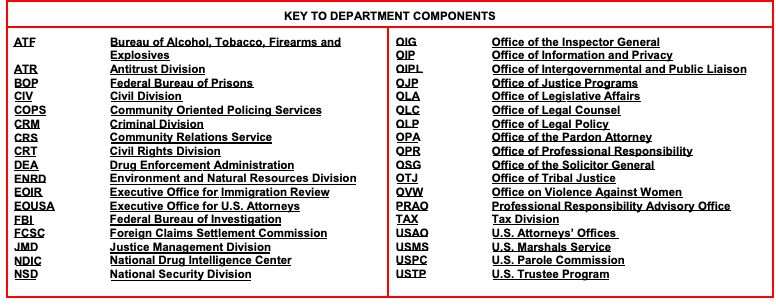 KEY TO DEPARTMENT COMPONENTS
ATF Bureau of Alcohol, Tobacco, Firearms and
Explosives
ATR Antitrust Division
BOP Federal Bureau of Prisons
CIV Civil Division
COPS Community Oriented Policing Services
CRM Criminal Division
CRS Community Relations Service
CRT Civil Rights Division
DEA Drug Enforcement Administration
ENRD Environment and Natural Resources Division
EOIR Executive Office for Immigration Review
EOUSA Executive Office for U.S. Attorneys
FBI Federal Bureau of Investigation
FCSC Foreign Claims Settlement Commission
JMD Justice Management Division
NDIC National Drug Intelligence Center
NSD National Security Division
OIG Office of the Inspector General
OIP Office of Information and Privacy
OIPL Office of Intergovernmental and Public Liaison
OJP Office of Justice Programs
OLA Office of Legislative Affairs
OLC Office of Legal Counsel
OLP Office of Legal Policy
OPA Office of the Pardon Attorney
OPR Office of Professional Responsibility
OSG Office of the Solicitor General
OTJ Office of Tribal Justice
OVW Office on Violence Against Women
PRAO Professional Responsibility Advisory Office
TAX Tax Division
USAO U.S. Attorneys' Offices
USMS U.S. Marshals Service
USPC U.S. Parole Commission
USTP U.S. Trustee Program